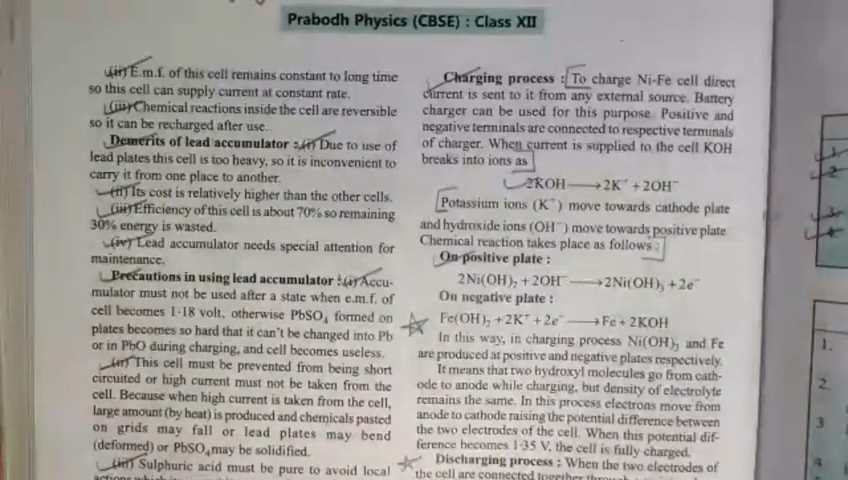 Prabodh Physics (CBSE) : Class XII
(ii) E.m.f. of this cell remains constant to long time
so this cell can supply current at constant rate.
(iii) Chemical reactions inside the cell are reversible
so it can be recharged after use.
Demerits of lead accumulator : (i) Due to use of
lead plates this cell is too heavy, so it is inconvenient to
carry it from one place to another.
(ii) Its cost is relatively higher than the other cells.
(iii) Efficiency of this cell is about 70% so remaining
30% energy is wasted.
(iv) Lead accumulator needs special attention for
maintenance.
Precautions in using lead accumulator : (i) Accu-
mulator must not be used after a state when e.m.f. of
cell becomes 1·18 volt, otherwise PbSO₄ formed on
plates becomes so hard that it can't be changed into Pb
or in PbO during charging, and cell becomes useless.
(ii) This cell must be prevented from being short
circuited or high current must not be taken from the
cell. Because when high current is taken from the cell,
large amount (by heat) is produced and chemicals pasted
on grids may fall or lead plates may bend
(deformed) or PbSO₄ may be solidified.
(iii) Sulphuric acid must be pure to avoid local
Charging process : To charge Ni-Fe cell direct
current is sent to it from any external source. Battery
charger can be used for this purpose. Positive and
negative terminals are connected to respective terminals
of charger. When current is supplied to the cell KOH
breaks into ions as
2KOH ⟶ 2K⁺ + 2OH⁻
Potassium ions (K⁺) move towards cathode plate
and hydroxide ions (OH⁻) move towards positive plate
Chemical reaction takes place as follows :
On positive plate :
2Ni(OH)₂ + 2OH⁻ ⟶ 2Ni(OH)₃ + 2e⁻
On negative plate :
Fe(OH)₂ + 2K⁺ + 2e⁻ ⟶ Fe + 2KOH
In this way, in charging process Ni(OH)₃ and Fe
are produced at positive and negative plates respectively.
It means that two hydroxyl molecules go from cath-
ode to anode while charging, but density of electrolyte
remains the same. In this process electrons move from
anode to cathode raising the potential difference between
the two electrodes of the cell. When this potential dif-
ference becomes 1·35 V, the cell is fully charged.
Discharging process : When the two electrodes of
the cell are connected together
1.
2.
3
4